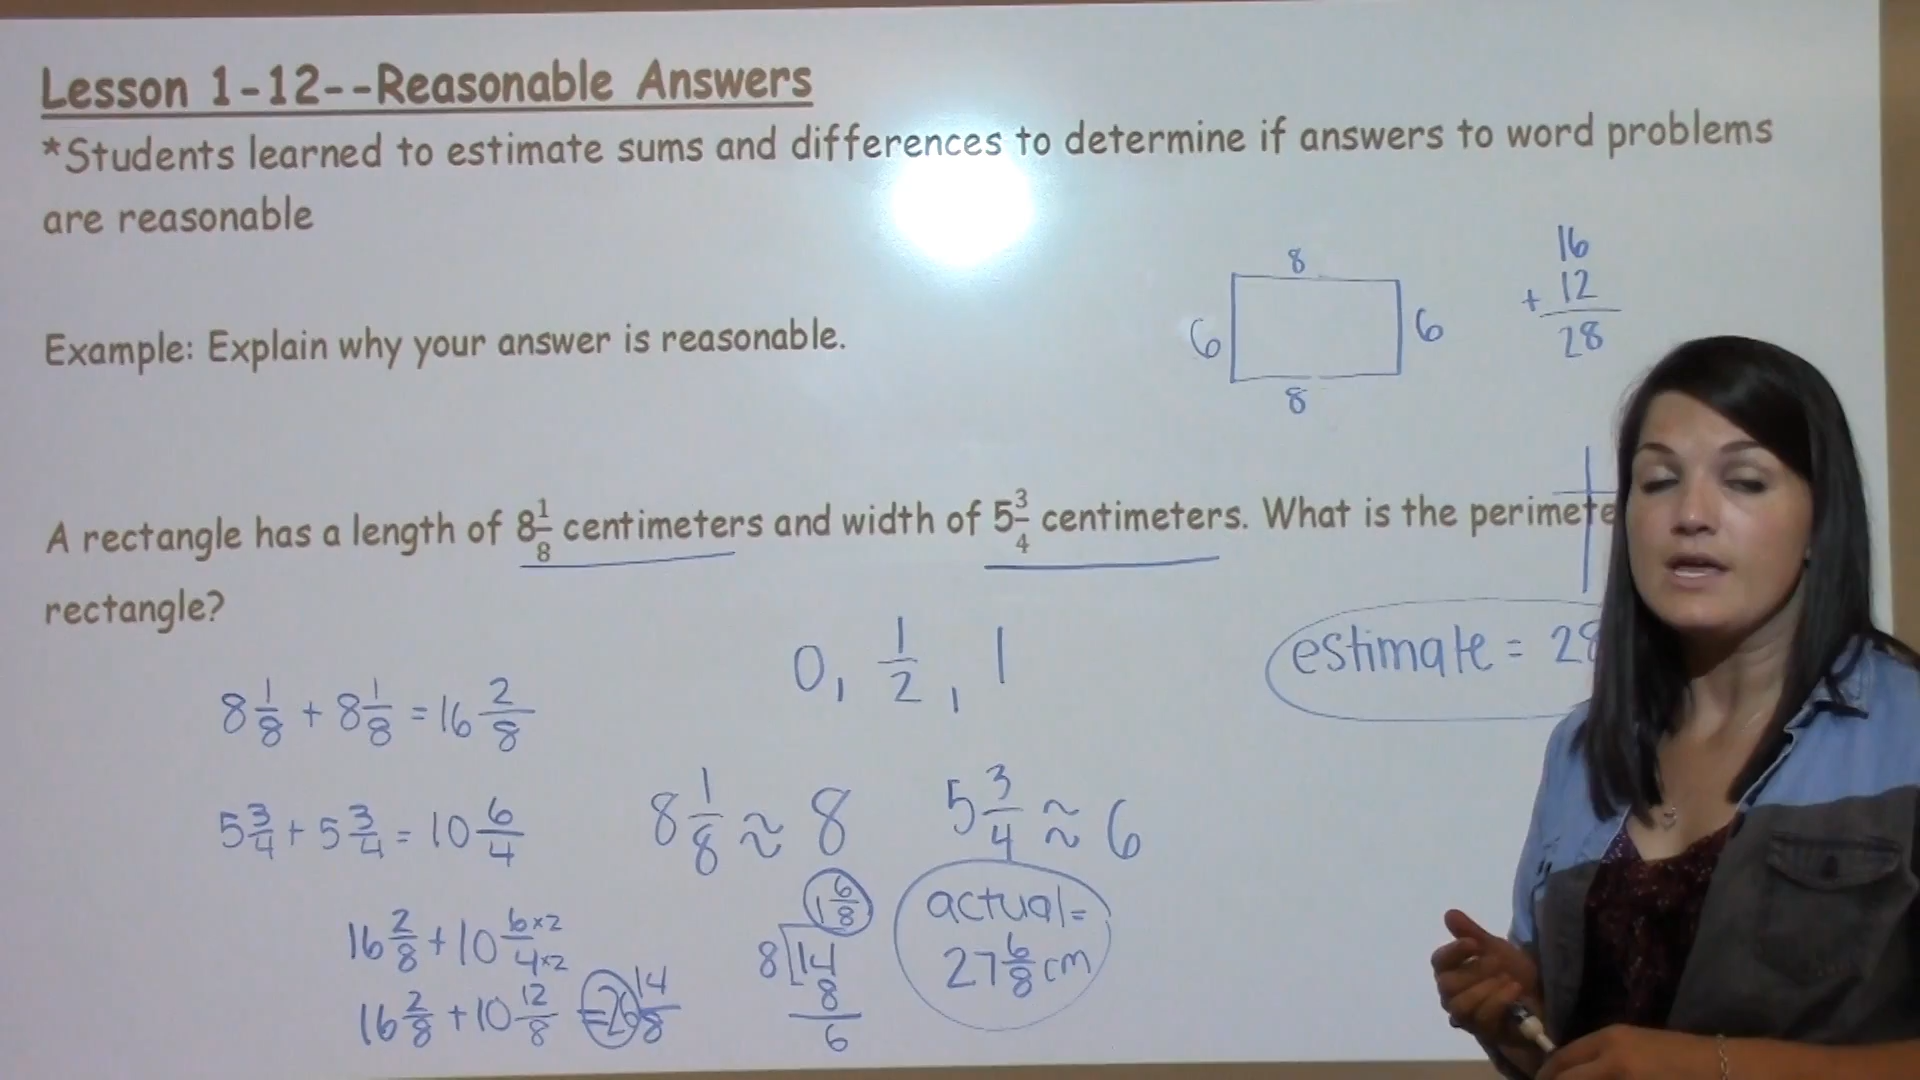 Lesson 1-12--Reasonable Answers
*Students learned to estimate sums and differences to determine if answers to word problems
are reasonable
Example: Explain why your answer is reasonable.
8
6
6
8
16
+ 12
28
A rectangle has a length of 8 1/8 centimeters and width of 5 3/4 centimeters. What is the
rectangle?
0, 1/2, 1
estimate = 28
8 1/8 + 8 1/8 = 16 2/8
5 3/4 + 5 3/4 = 10 6/4
8 1/8 ≈ 8
5 3/4 ≈ 6
16 2/8 + 10 6×2/4×2
16 2/8 + 10 12/8 = 26 14/8
1 6/8
8 14
8
6
actual =
27 6/8 cm